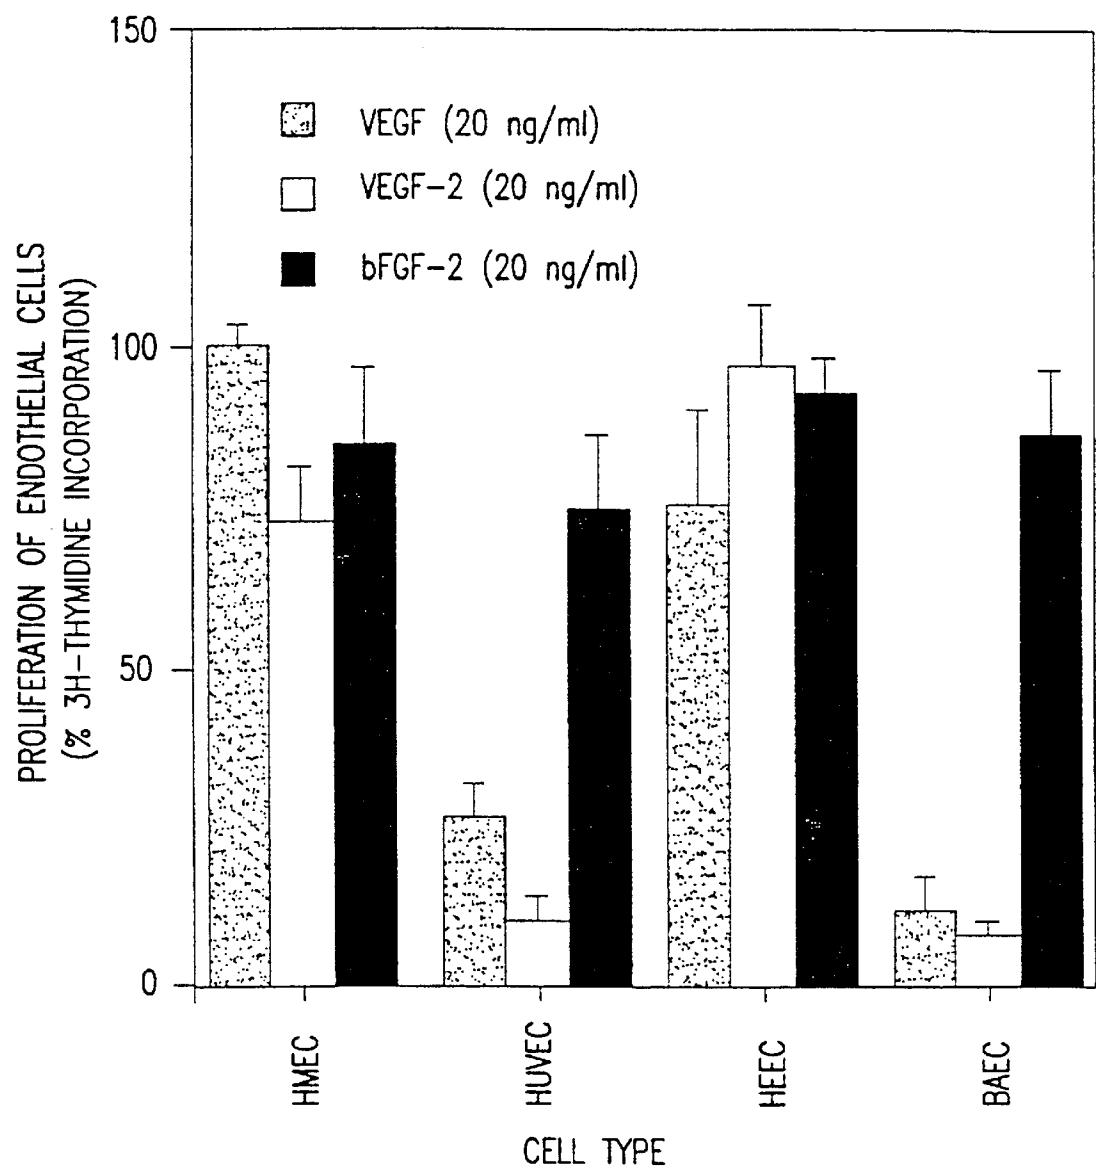 150
100
50
0
PROLIFERATION OF ENDOTHELIAL CELLS
(% 3H-THYMIDINE INCORPORATION)
VEGF (20 ng/ml)
VEGF-2 (20 ng/ml)
bFGF-2 (20 ng/ml)
HMEC
HUVEC
HEEC
BAEC
CELL TYPE